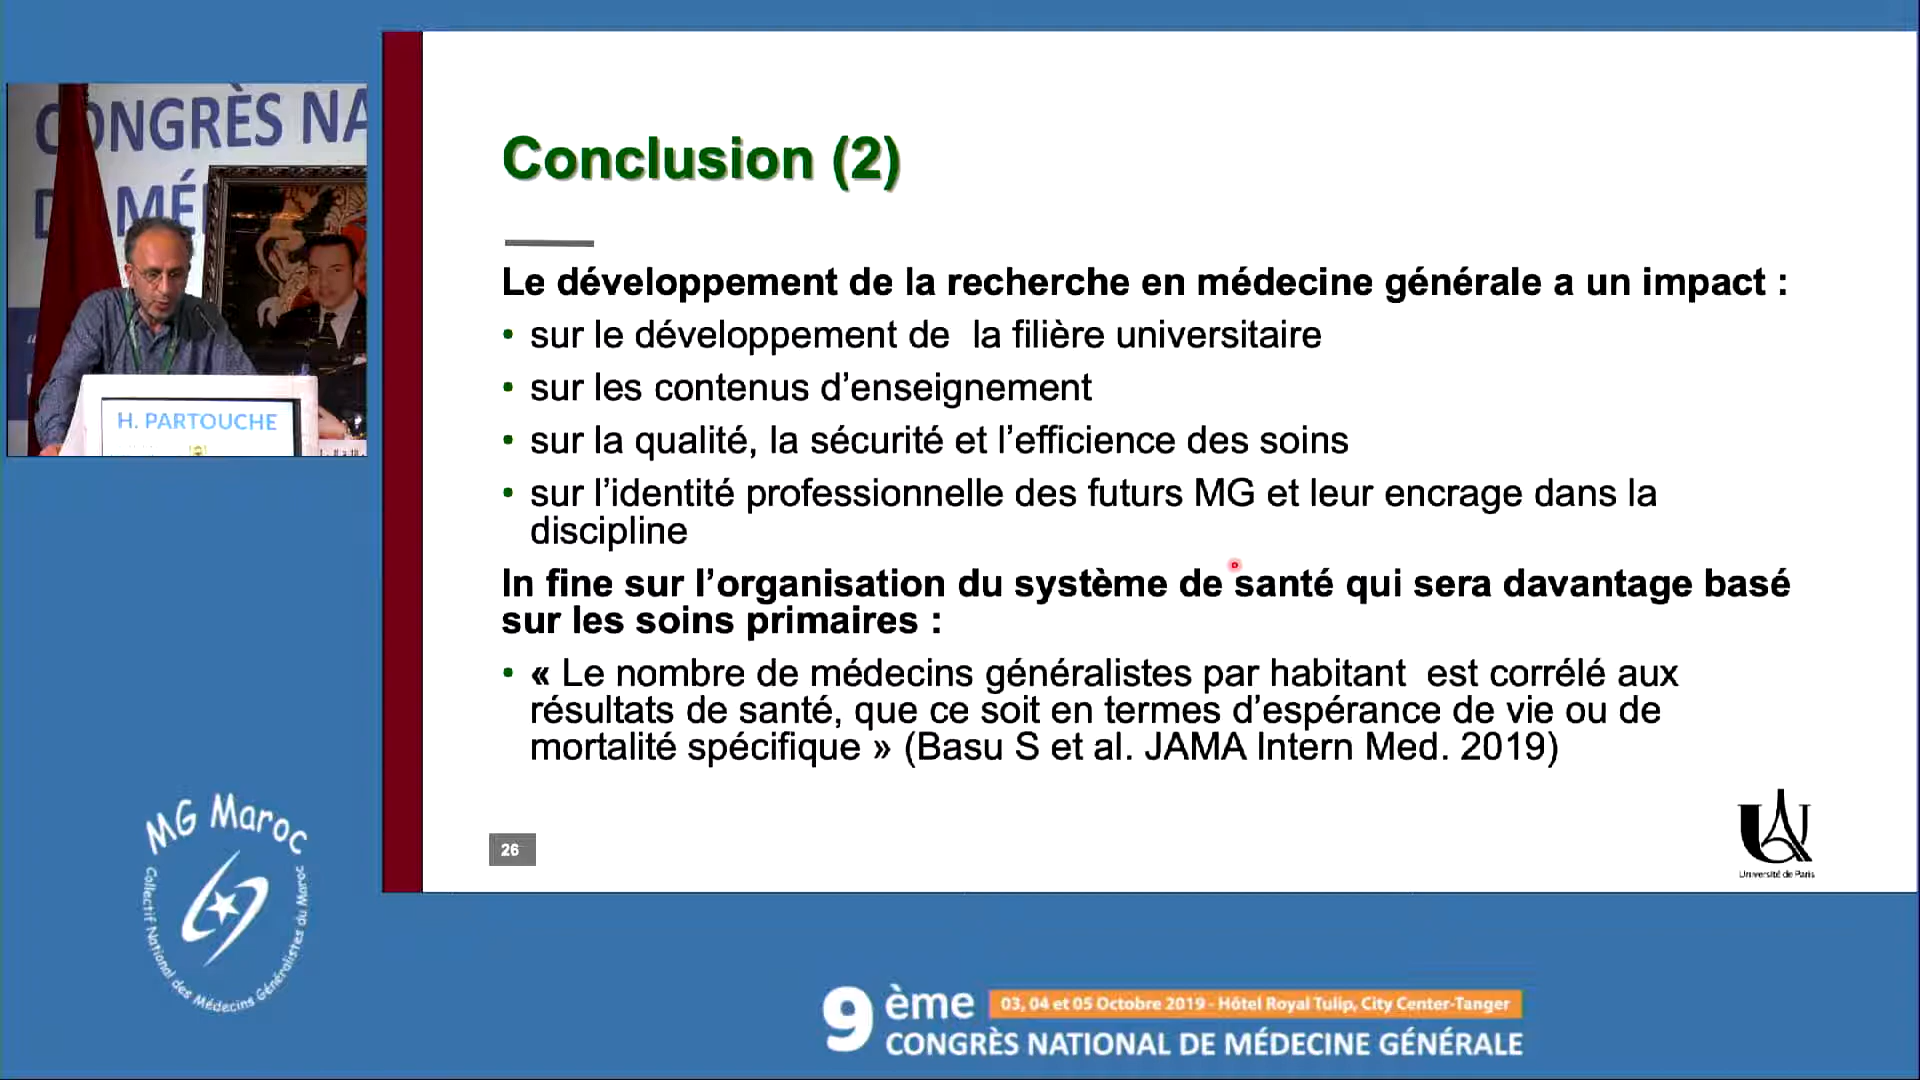 CONGRÈS NA
MÉ
H. PARTOUCHE
Conclusion (2)
Le développement de la recherche en médecine générale a un impact :
• sur le développement de la filière universitaire
• sur les contenus d’enseignement
• sur la qualité, la sécurité et l’efficience des soins
• sur l’identité professionnelle des futurs MG et leur encrage dans la
discipline
In fine sur l’organisation du système de santé qui sera davantage basé
sur les soins primaires :
• « Le nombre de médecins généralistes par habitant est corrélé aux
résultats de santé, que ce soit en termes d’espérance de vie ou de
mortalité spécifique » (Basu S et al. JAMA Intern Med. 2019)
26
Université de Paris
MG Maroc
Collectif National des Médecins Généralistes du Maroc
9ème
03, 04 et 05 Octobre 2019 - Hôtel Royal Tulip, City Center-Tanger
CONGRÈS NATIONAL DE MÉDECINE GÉNÉRALE